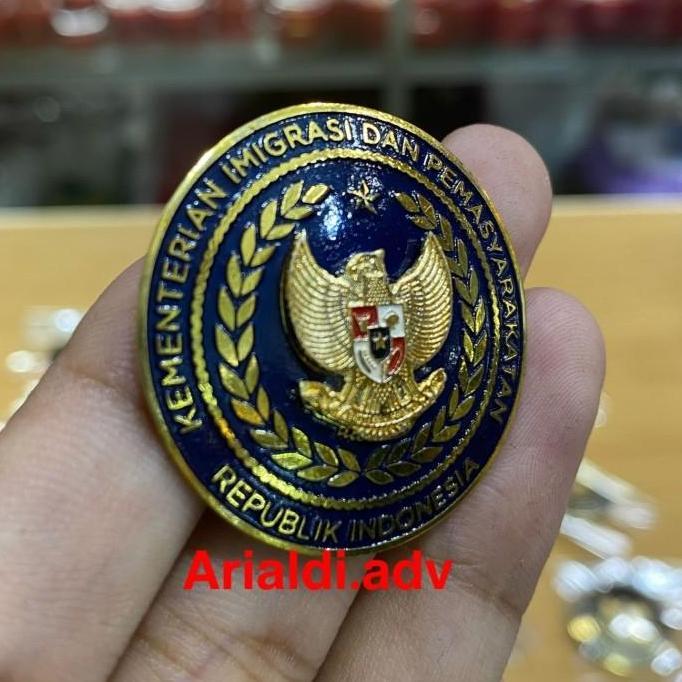 KEMENTERIAN IMIGRASI DAN PEMASYARAKATAN
REPUBLIK INDONESIA
Arialdi.adv